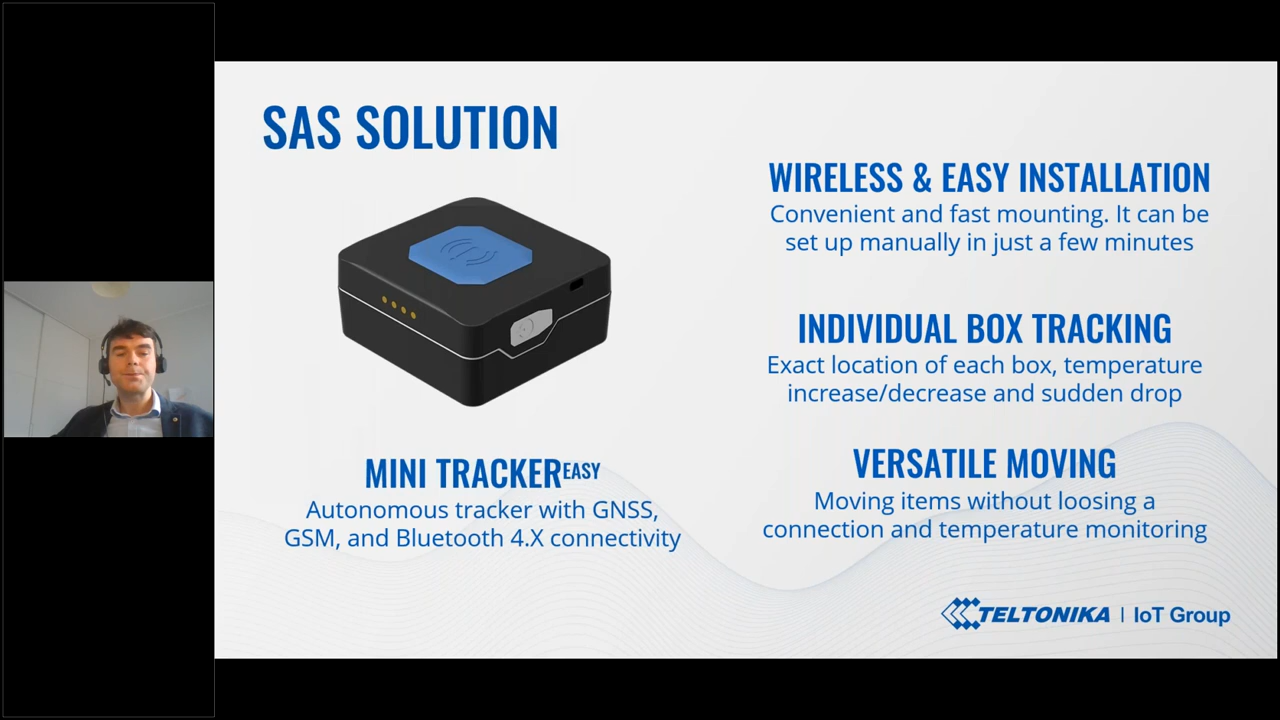 SAS SOLUTION
MINI TRACKEREASY
Autonomous tracker with GNSS,
GSM, and Bluetooth 4.X connectivity
WIRELESS & EASY INSTALLATION
Convenient and fast mounting. It can be
set up manually in just a few minutes
INDIVIDUAL BOX TRACKING
Exact location of each box, temperature
increase/decrease and sudden drop
VERSATILE MOVING
Moving items without loosing a
connection and temperature monitoring
TELTONIKA | IoT Group